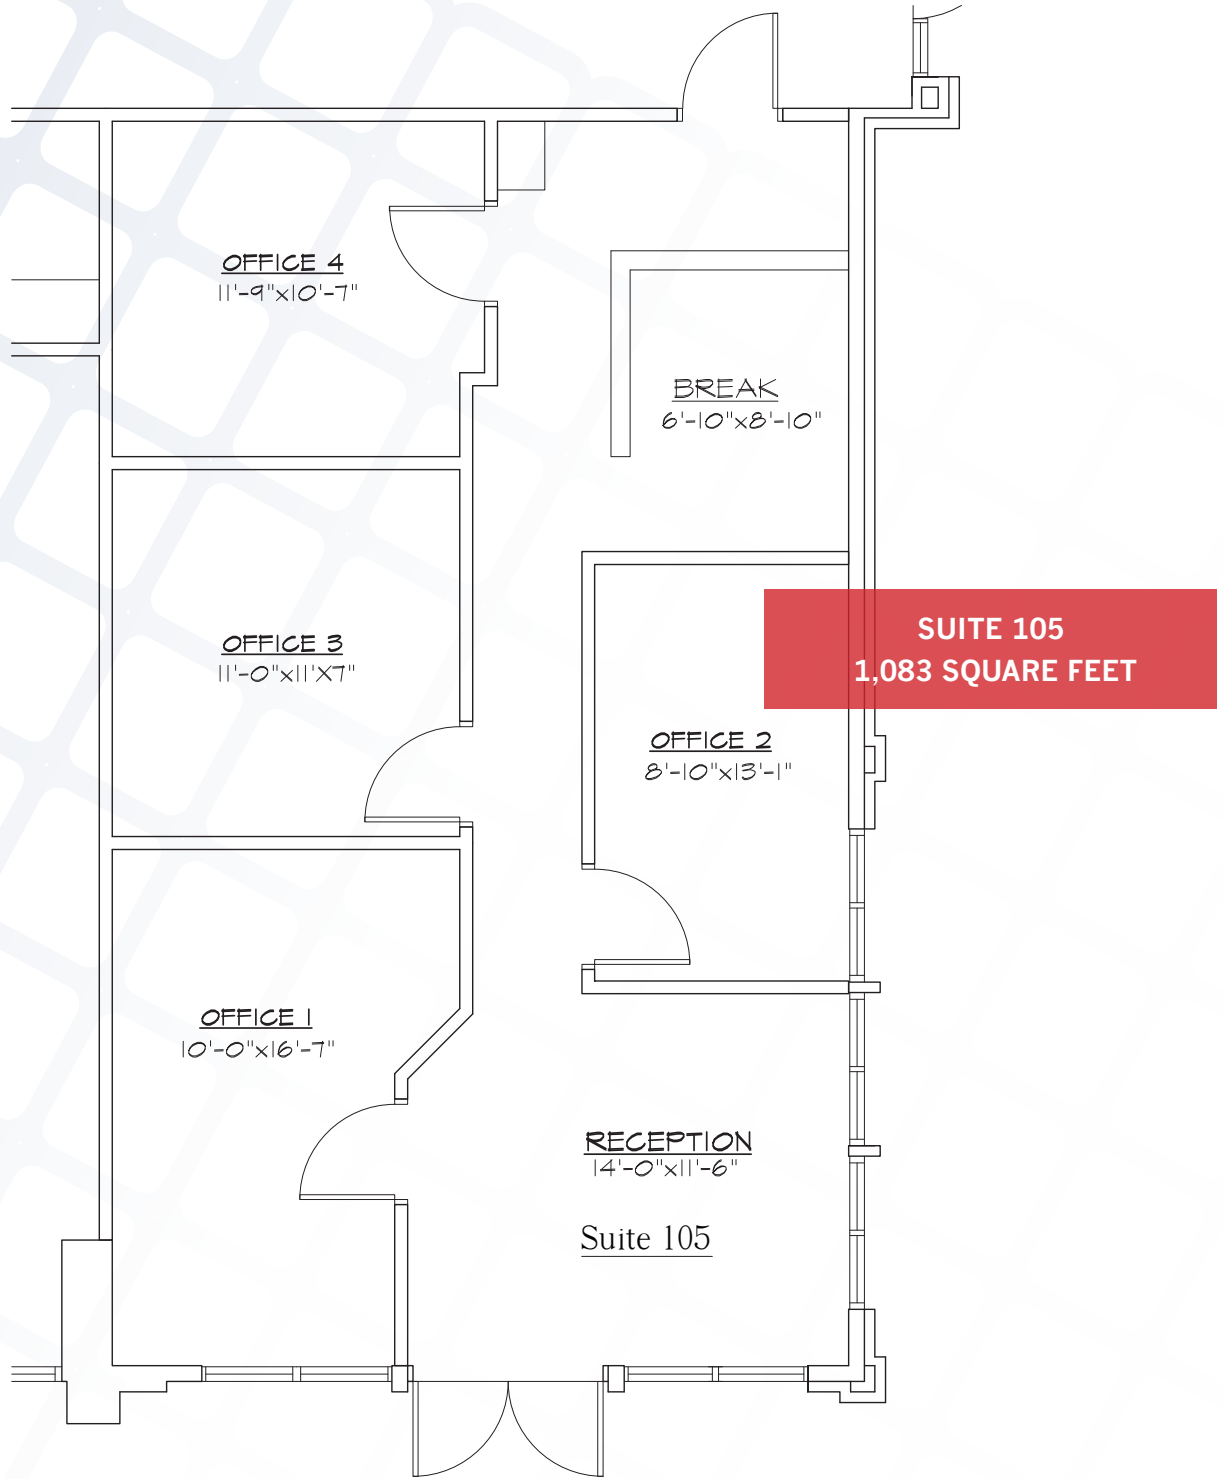 OFFICE 4
11'-9"x10'-7"
BREAK
6'-10"x8'-10"
OFFICE 3
11'-0"x11'X7"
SUITE 105
1,083 SQUARE FEET
OFFICE 2
8'-10"x13'-1"
OFFICE 1
10'-0"x16'-7"
RECEPTION
14'-0"x11'-6"
Suite 105